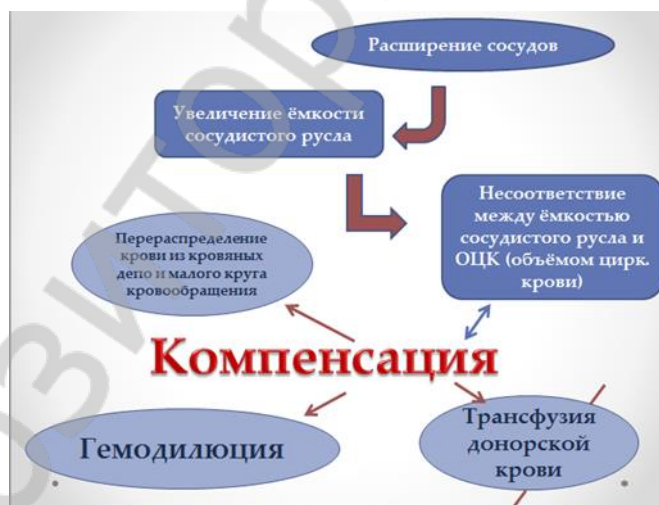 Расширение сосудов
Увеличение ёмкости
сосудистого русла
Несоответствие
между ёмкостью
сосудистого русла и
ОЦК (объёмом цирк.
крови)
Перераспределение
крови из кровяных
депо и малого круга
кровообращения
Компенсация
Гемодилюция
Трансфузия
донорской
крови